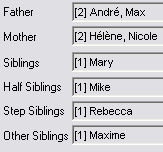 Father [2] André, Max
Mother [2] Hélène, Nicole
Siblings [1] Mary
Half Siblings [1] Mike
Step Siblings [1] Rebecca
Other Siblings [1] Maxime